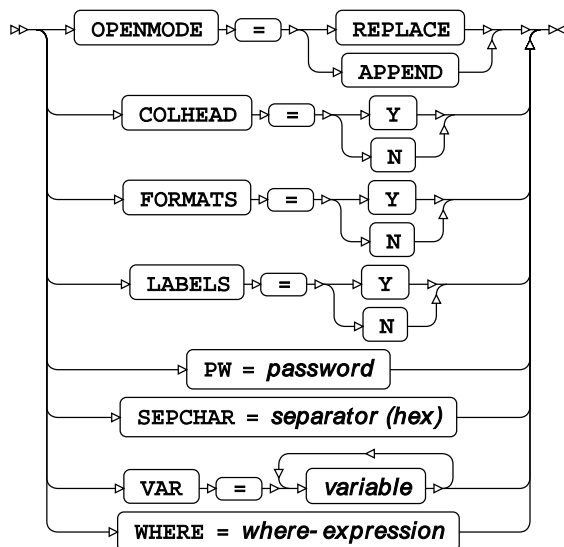 OPENMODE = REPLACE
APPEND
COLHEAD = Y
N
FORMATS = Y
N
LABELS = Y
N
PW = password
SEPCHAR = separator (hex)
VAR = variable
WHERE = where-expression